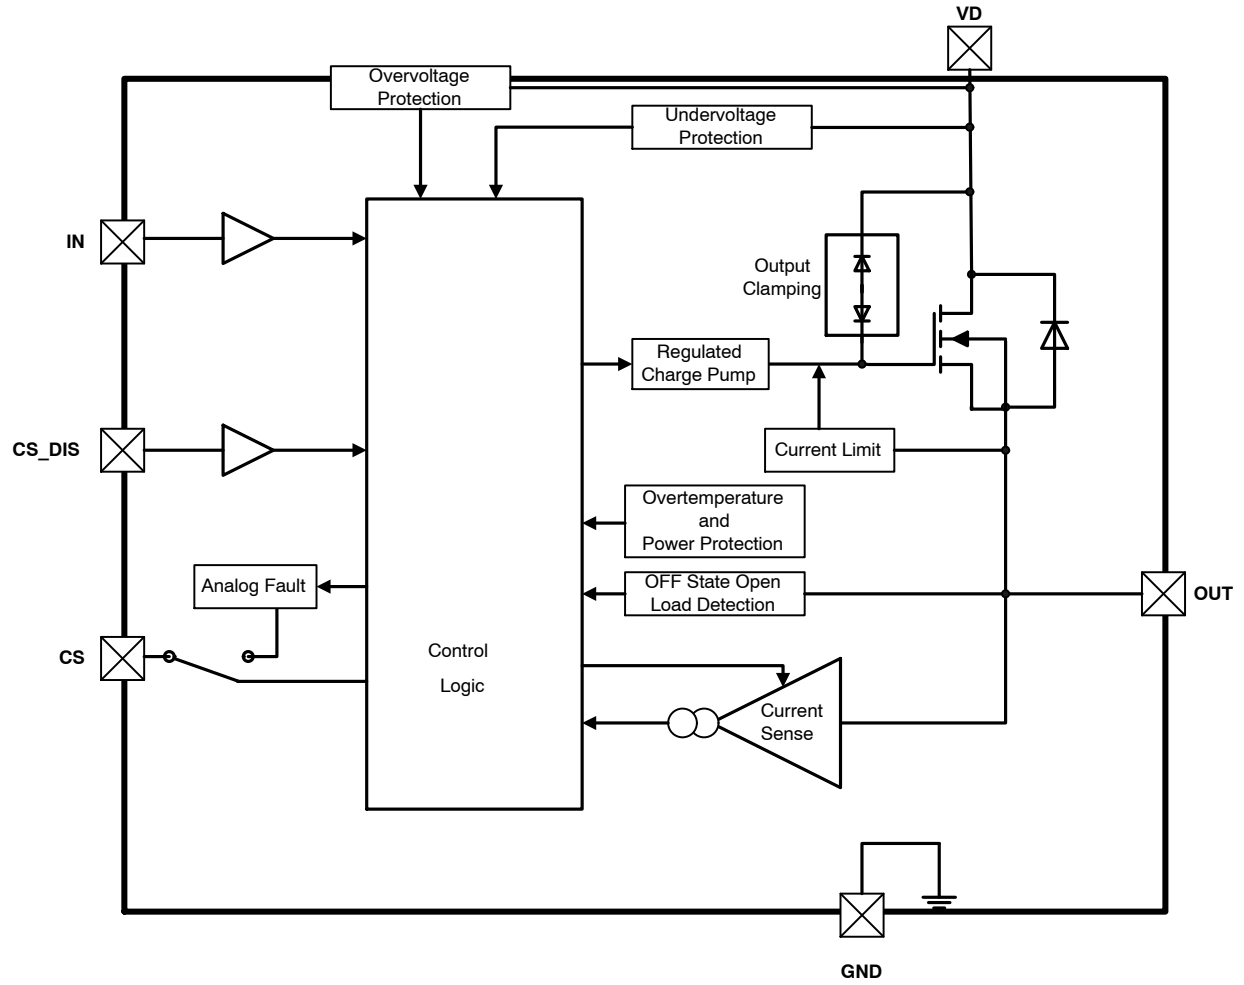 VD
Overvoltage
Protection
Undervoltage
Protection
IN
Output
Clamping
Regulated
Charge Pump
CS_DIS
Current Limit
Overtemperature
and
Power Protection
Analog Fault
OFF State Open
Load Detection
OUT
CS
Control
Logic
Current
Sense
GND